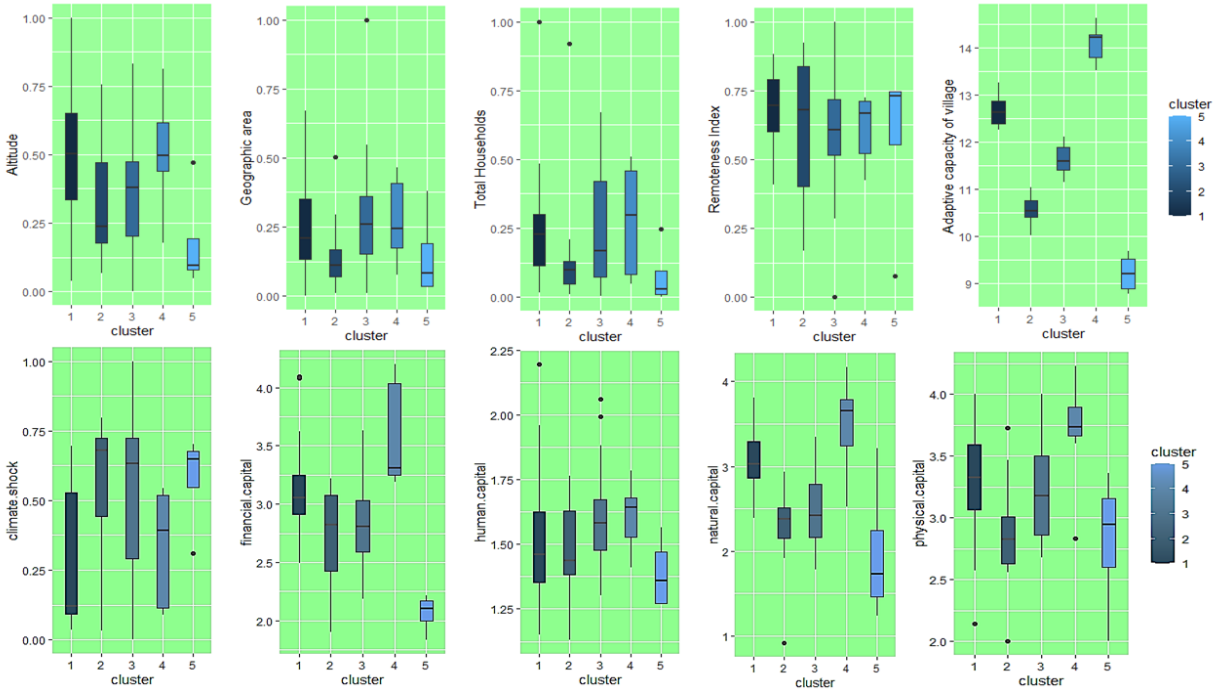 Altitude
1.00
0.75
0.50
0.25
0.00
1 2 3 4 5
cluster
Geographic area
1.00
0.75
0.50
0.25
0.00
1 2 3 4 5
cluster
Total Households
1.00
0.75
0.50
0.25
0.00
1 2 3 4 5
cluster
Remoteness Index
1.00
0.75
0.50
0.25
0.00
1 2 3 4 5
cluster
Adaptive capacity of village
14
13
12
11
10
9
1 2 3 4 5
cluster
cluster
5
4
3
2
1
climate.shock
1.00
0.75
0.50
0.25
0.00
1 2 3 4 5
cluster
financial.capital
4.0
3.5
3.0
2.5
2.0
1 2 3 4 5
cluster
human.capital
2.25
2.00
1.75
1.50
1.25
1 2 3 4 5
cluster
natural.capital
4
3
2
1
1 2 3 4 5
cluster
physical.capital
4.0
3.5
3.0
2.5
2.0
1 2 3 4 5
cluster
cluster
5
4
3
2
1